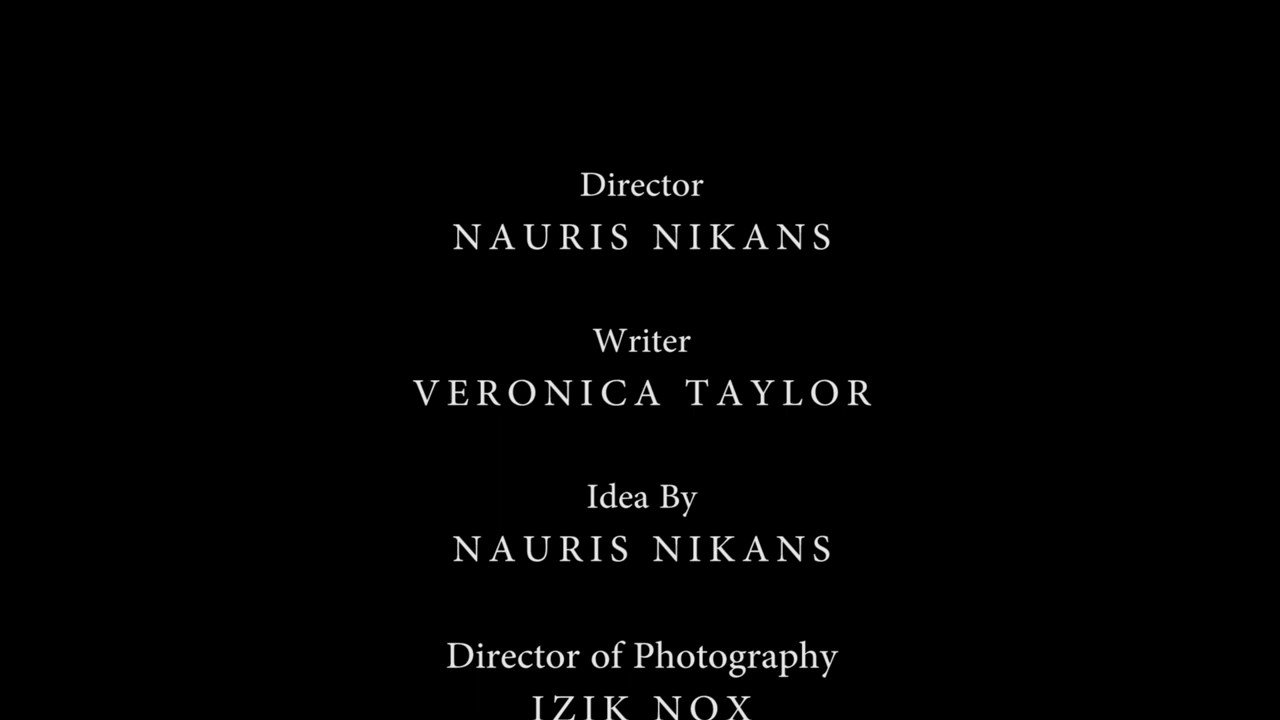 Director
NAURIS NIKANS
Writer
VERONICA TAYLOR
Idea By
NAURIS NIKANS
Director of Photography
IZIK NOX